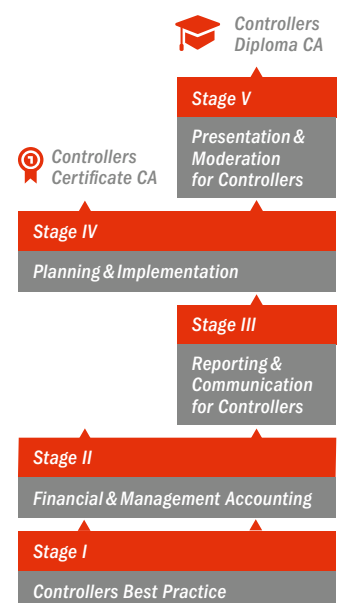 Controllers
Diploma CA
Stage V
Presentation &
Moderation
for Controllers
Controllers
Certificate CA
Stage IV
Planning & Implementation
Stage III
Reporting &
Communication
for Controllers
Stage II
Financial & Management Accounting
Stage I
Controllers Best Practice